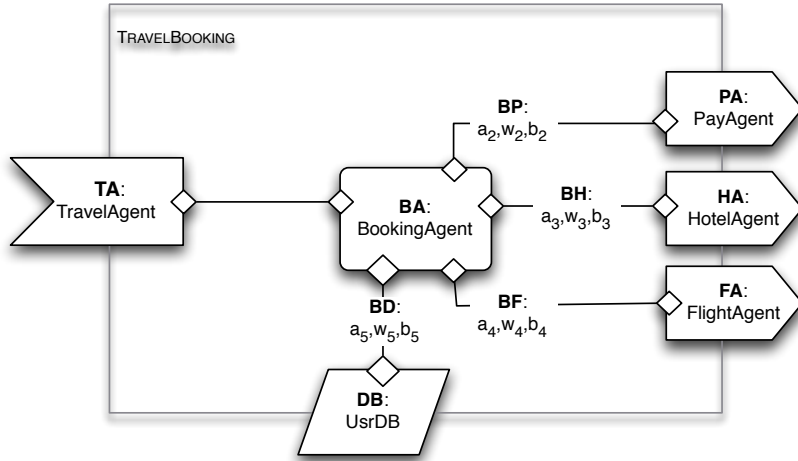 TRAVELBOOKING
PA:
PayAgent
BP:
a2,w2,b2
TA:
TravelAgent
BA:
BookingAgent
BH:
a3,w3,b3
HA:
HotelAgent
BD:
a5,w5,b5
BF:
a4,w4,b4
FA:
FlightAgent
DB:
UsrDB